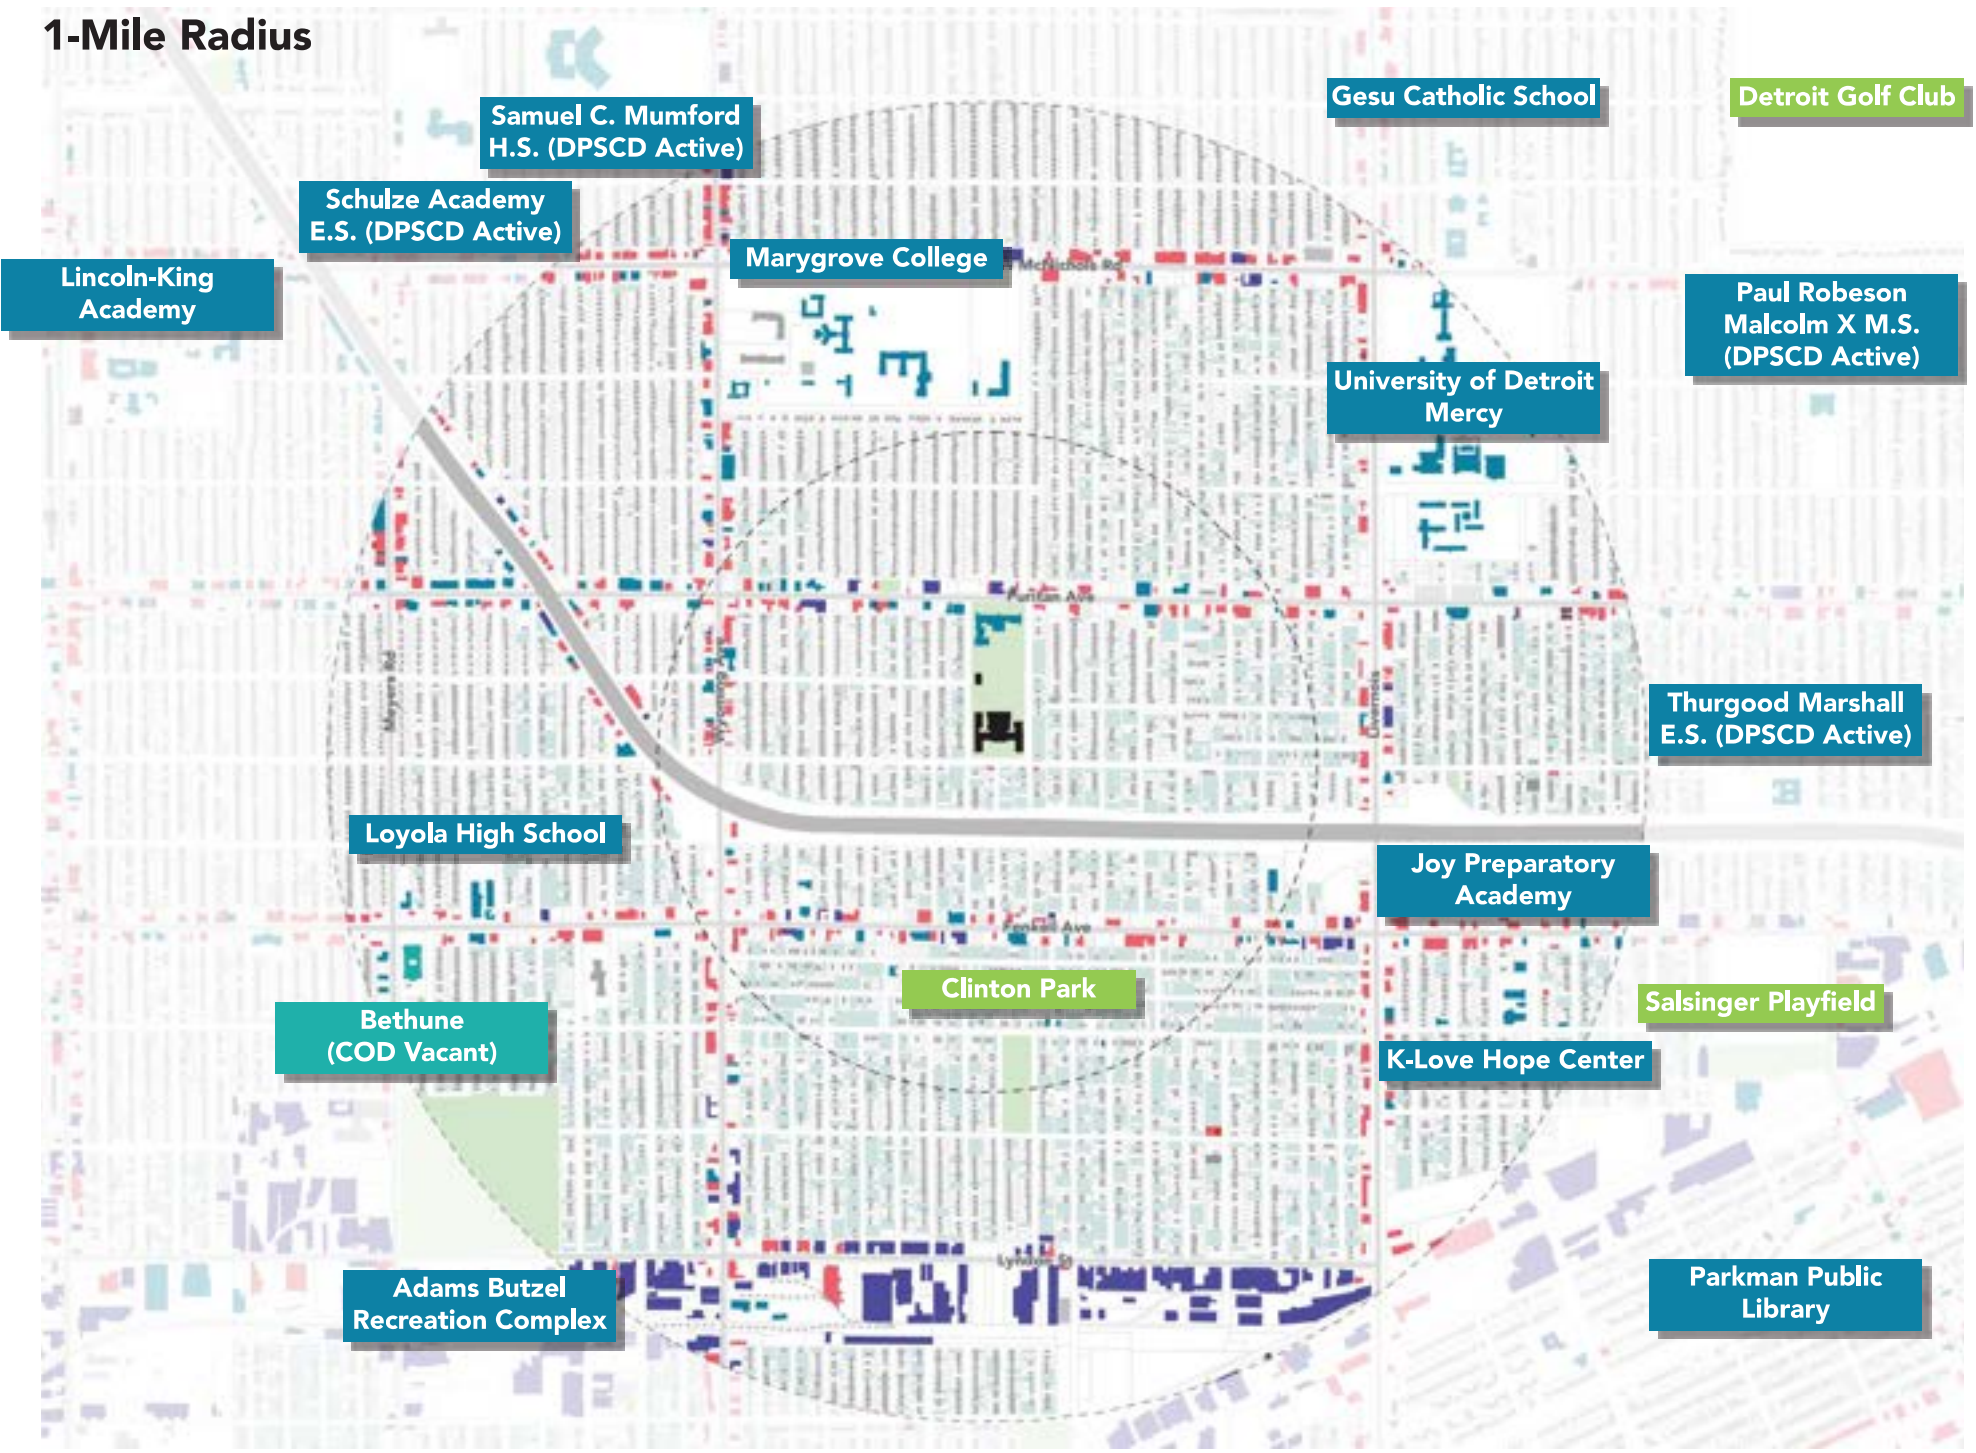 1-Mile Radius
Gesu Catholic School
Detroit Golf Club
Samuel C. Mumford
H.S. (DPSCD Active)
Schulze Academy
E.S. (DPSCD Active)
Marygrove College
McNichols Rd
Lincoln-King
Academy
Paul Robeson
Malcolm X M.S.
(DPSCD Active)
University of Detroit
Mercy
Puritan Ave
Meyers Rd
Wyoming Ave
Livernois
Thurgood Marshall
E.S. (DPSCD Active)
Loyola High School
Joy Preparatory
Academy
Fenkell Ave
Clinton Park
Salsinger Playfield
Bethune
(COD Vacant)
K-Love Hope Center
Lyndon St
Adams Butzel
Recreation Complex
Parkman Public
Library